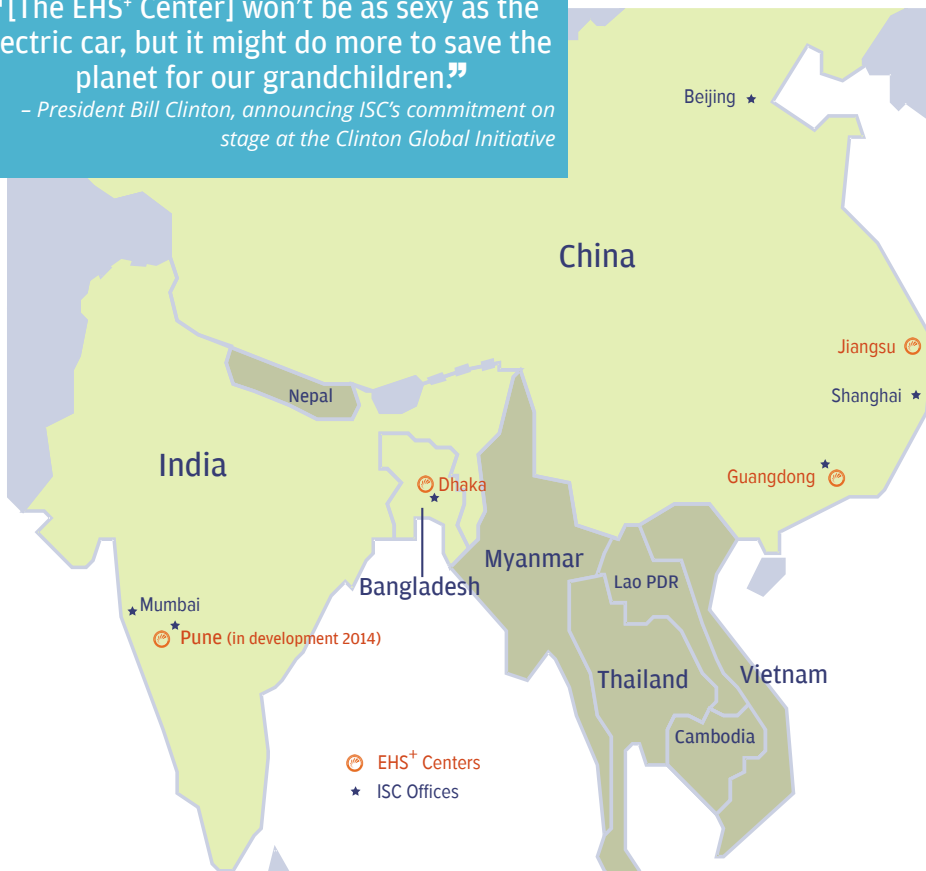 [The EHS+ Center] won't be as sexy as the
ectric car, but it might do more to save the
planet for our grandchildren.”
– President Bill Clinton, announcing ISC's commitment on
stage at the Clinton Global Initiative
Beijing
China
Jiangsu
Nepal
Shanghai
India
Guangdong
Dhaka
Myanmar
Lao PDR
Bangladesh
Mumbai
Pune (in development 2014)
Thailand
Vietnam
Cambodia
EHS+ Centers
ISC Offices